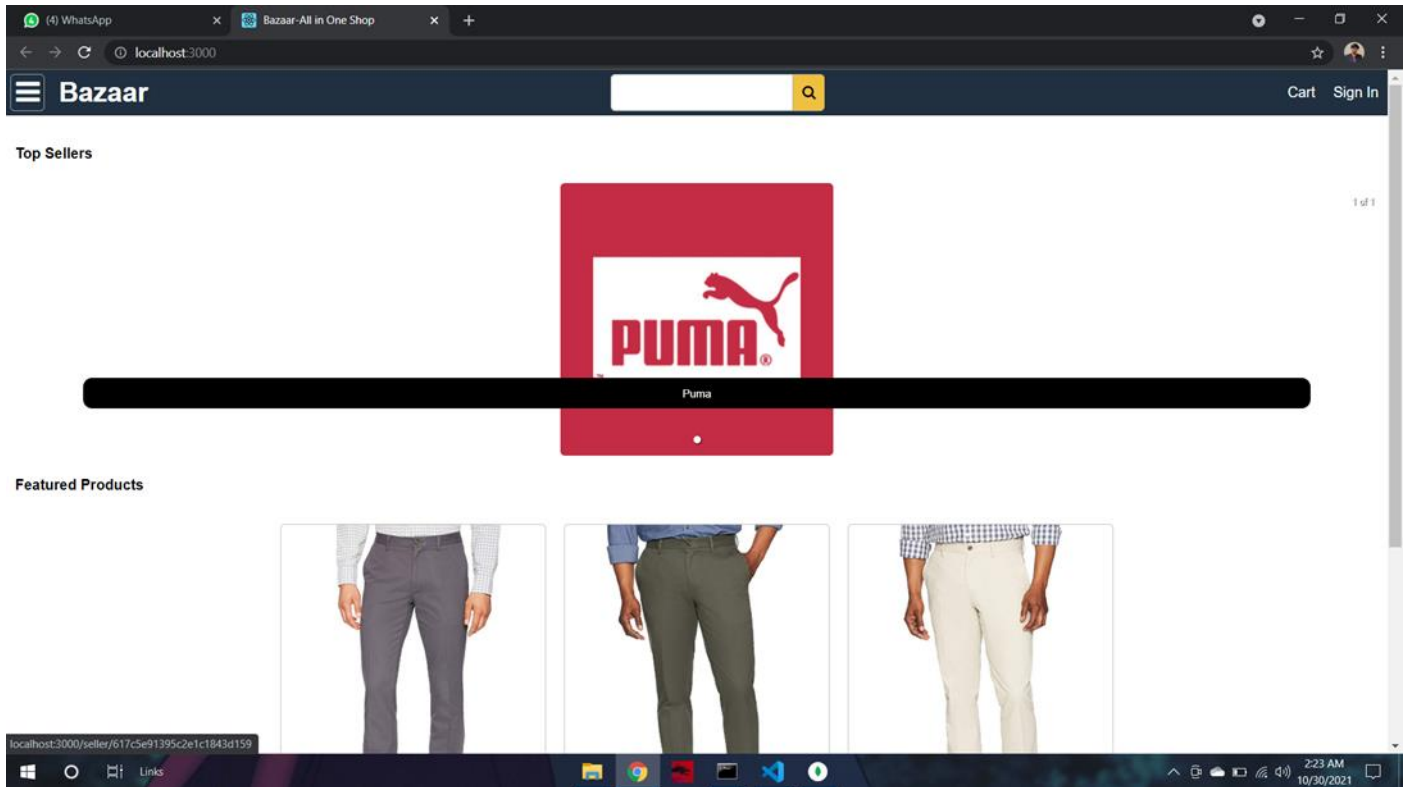 (4) WhatsApp
Bazaar-All in One Shop
localhost:3000
Bazaar
Cart Sign In
Top Sellers
1 of 1
PUMA®
™
Puma
Featured Products
localhost:3000/seller/617c5e91395c2e1c1843d159
Links
2:23 AM
10/30/2021